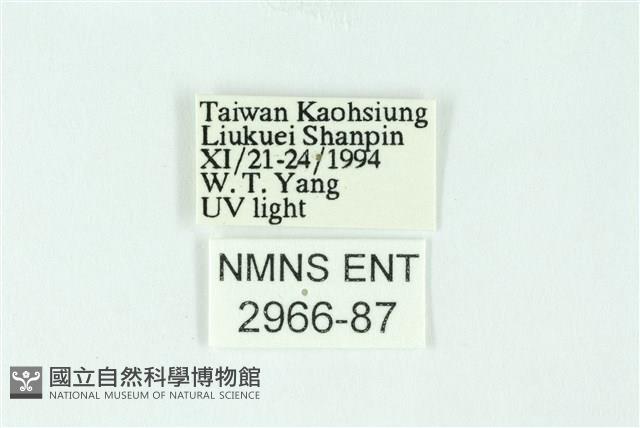 Taiwan Kaohsiung
Liukuei Shanpin
XI/21-24/1994
W. T. Yang
UV light
NMNS ENT
2966-87
國立自然科學博物館
NATIONAL MUSEUM OF NATURAL SCIENCE